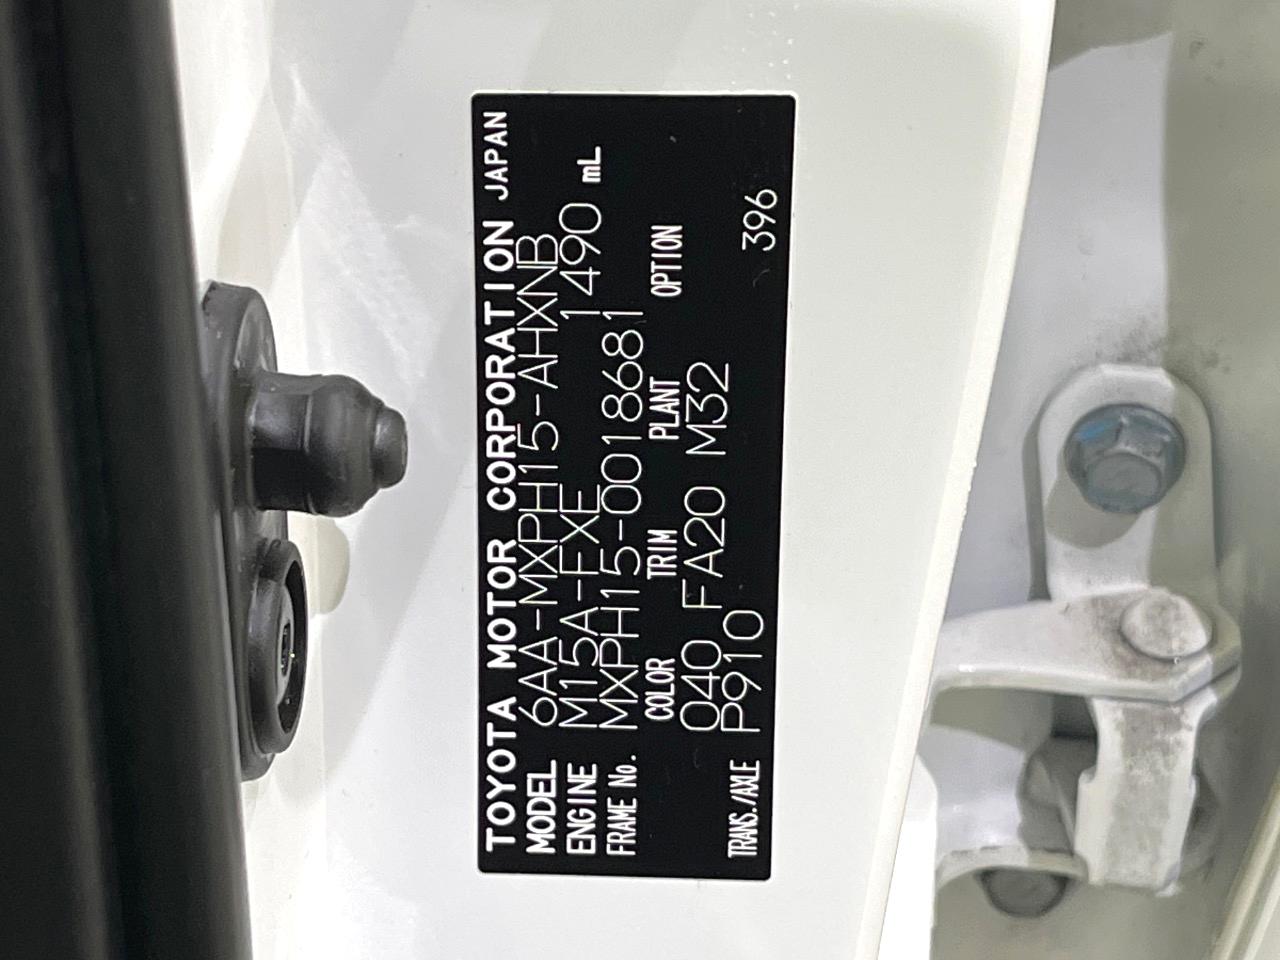 TOYOTA MOTOR CORPORATION JAPAN
MODEL 6AA-MXPH15-AHXNB
ENGINE M15A-FXE 1490 mL
FRAME No. MXPH15-0018681
COLOR TRIM PLANT OPTION
040 FA20 M32
TRANS./AXLE P910 396